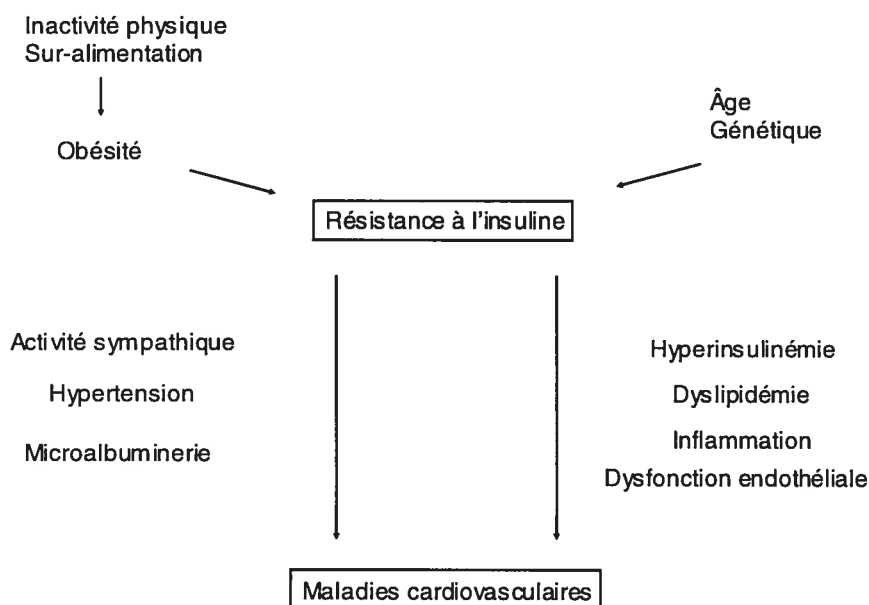 Inactivité physique
Sur-alimentation
Âge
Génétique
Obésité
Résistance à l'insuline
Activité sympathique
Hypertension
Microalbuminerie
Hyperinsulinémie
Dyslipidémie
Inflammation
Dysfonction endothéliale
Maladies cardiovasculaires